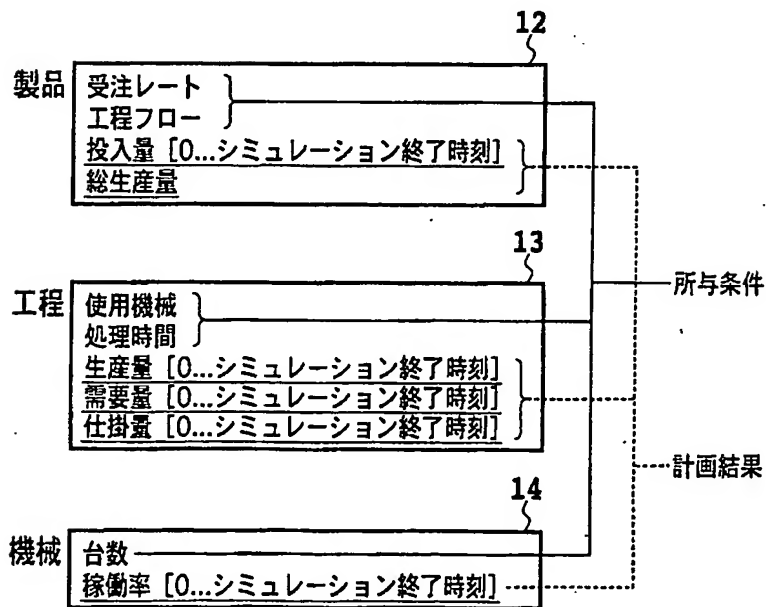 12
製品
受注レート
工程フロー
投入量 [0...シミュレーション終了時刻]
総生産量
13
工程
使用機械
処理時間
生産量 [0...シミュレーション終了時刻]
需要量 [0...シミュレーション終了時刻]
仕掛量 [0...シミュレーション終了時刻]
所与条件
計画結果
14
機械
台数
稼働率 [0...シミュレーション終了時刻]